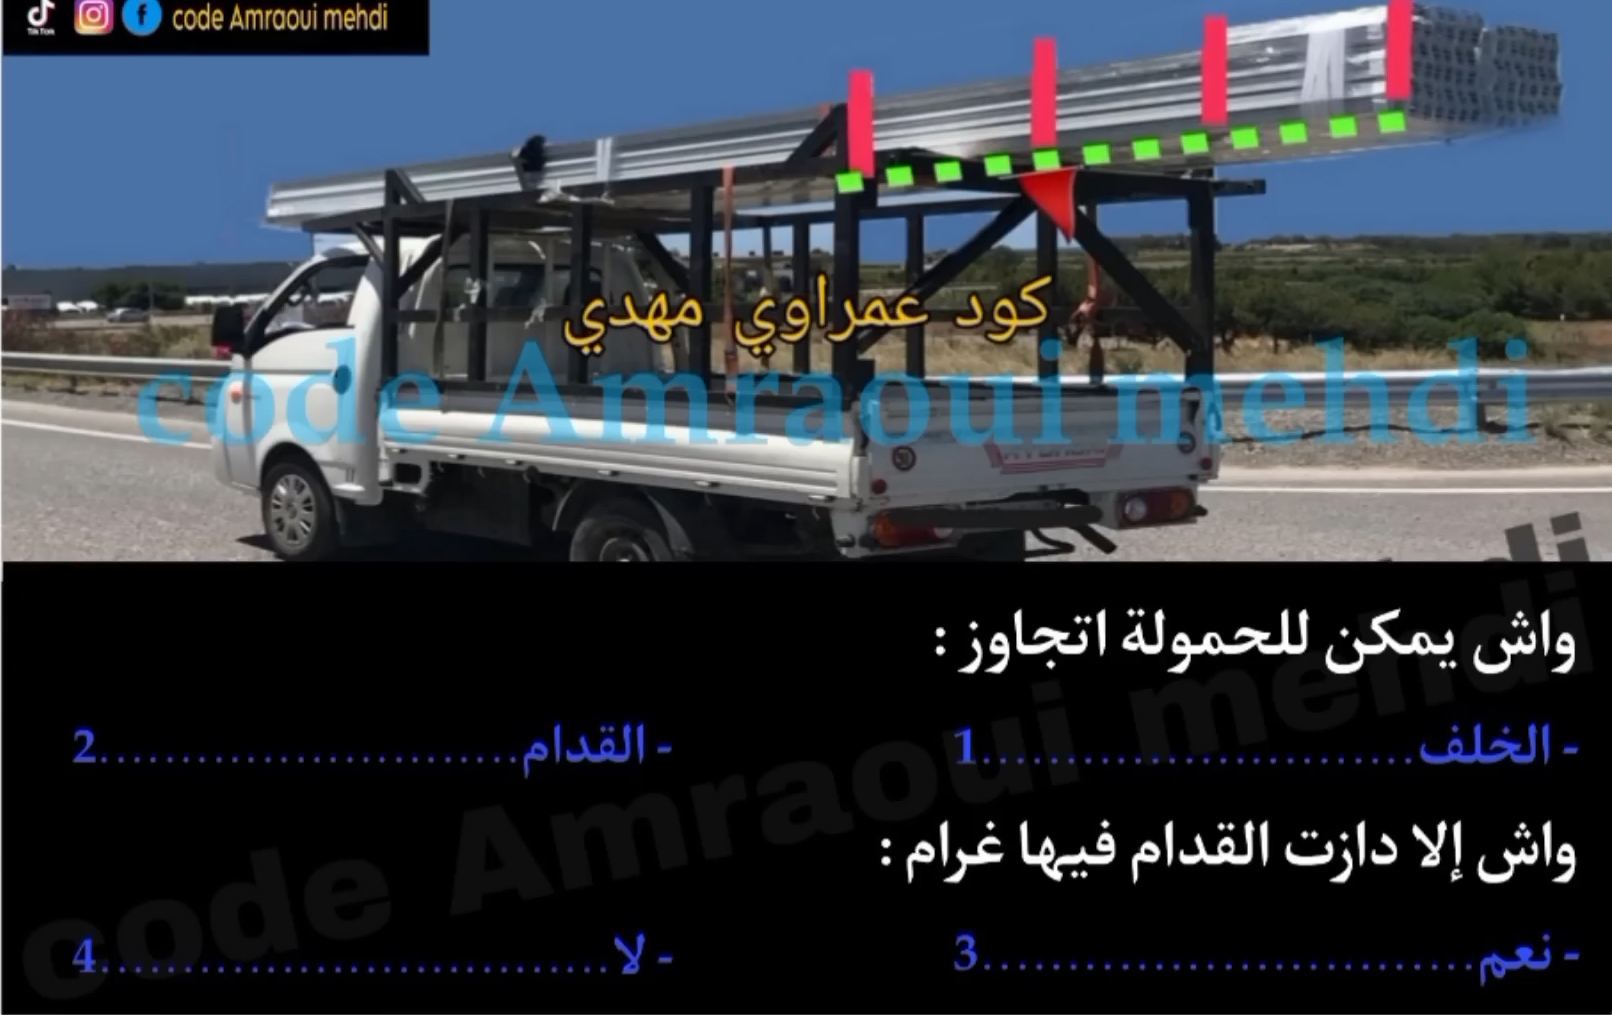 code Amraoui mehdi
كود عمراوي مهدي
code Amraoui mehdi
واش يمكن للحمولة اتجاوز :
- الخلف..........................1 - القدام..........................2
واش إلا دازت القدام فيها غرام :
- نعم..............................3 - لا................................4
code Amraoui mehdi